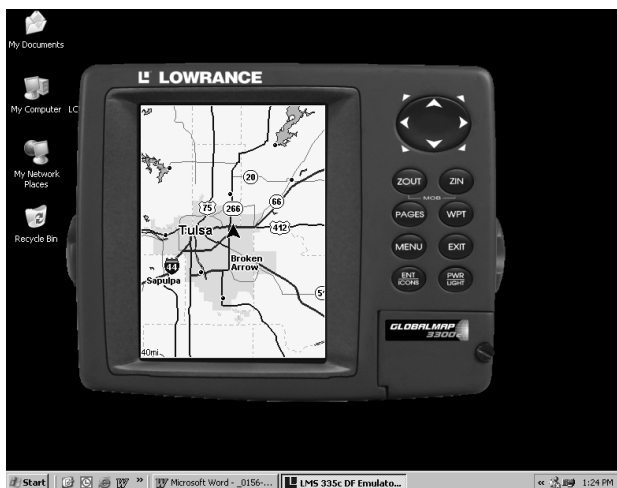 My Documents
My Computer
LC
My Network
Places
Recycle Bin
LOWRANCE
20
75
266
66
412
Tulsa
Broken
Arrow
44
Sapulpa
40mi
ZOUT
ZIN
MOB
PAGES
WPT
MENU
EXIT
ENT
ICONS
PWR
LIGHT
GLOBALMAP
Start
»
Microsoft Word - _0156-...
LMS 335c DF Emulato...
«
1:24 PM